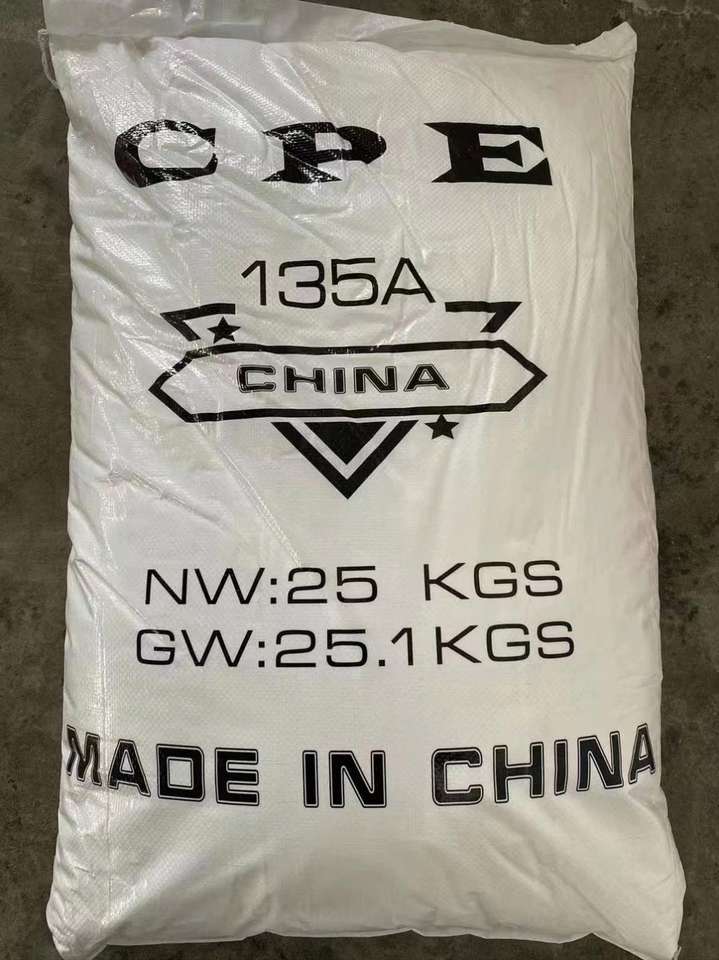 CPE
135A
CHINA
NW:25 KGS
GW:25.1KGS
MADE IN CHINA